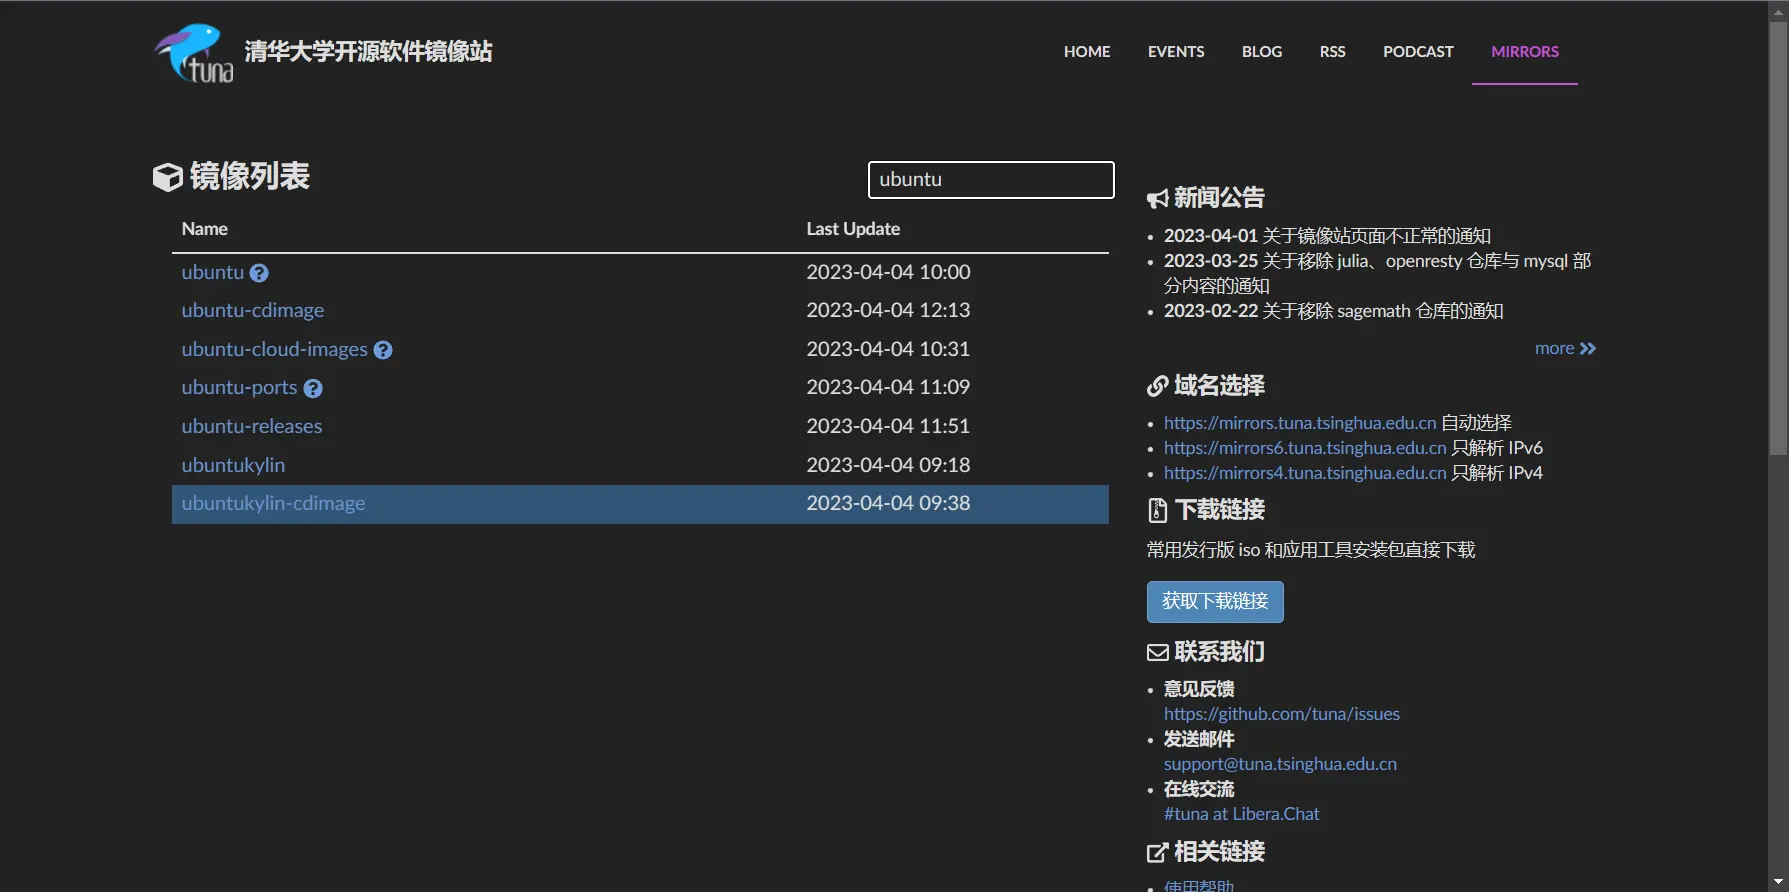 tuna 清华大学开源软件镜像站
HOME EVENTS BLOG RSS PODCAST MIRRORS
镜像列表
ubuntu
Name Last Update
ubuntu 2023-04-04 10:00
ubuntu-cdimage 2023-04-04 12:13
ubuntu-cloud-images 2023-04-04 10:31
ubuntu-ports 2023-04-04 11:09
ubuntu-releases 2023-04-04 11:51
ubuntukylin 2023-04-04 09:18
ubuntukylin-cdimage 2023-04-04 09:38
新闻公告
2023-04-01 关于镜像站页面不正常的通知
2023-03-25 关于移除 julia、openresty 仓库与 mysql 部
分内容的通知
2023-02-22 关于移除 sagemath 仓库的通知
more
域名选择
https://mirrors.tuna.tsinghua.edu.cn 自动选择
https://mirrors6.tuna.tsinghua.edu.cn 只解析 IPv6
https://mirrors4.tuna.tsinghua.edu.cn 只解析 IPv4
下载链接
常用发行版 iso 和应用工具安装包直接下载
获取下载链接
联系我们
意见反馈
https://github.com/tuna/issues
发送邮件
support@tuna.tsinghua.edu.cn
在线交流
#tuna at Libera.Chat
相关链接
使用帮助